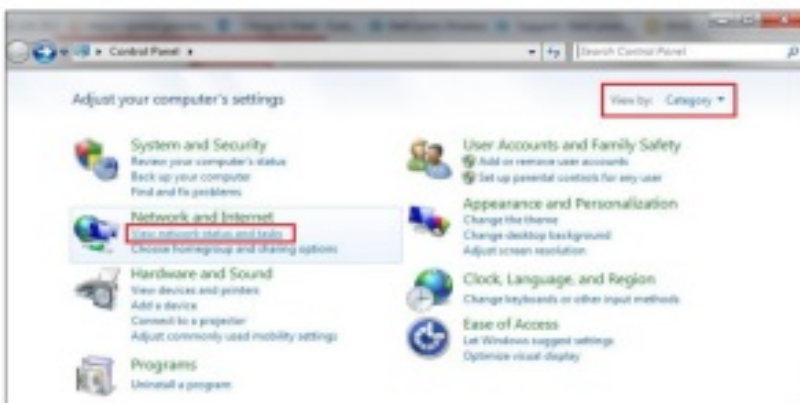 Control Panel
Search Control Panel
Adjust your computer's settings
View by: Category
System and Security
Review your computer's status
Back up your computer
Find and fix problems
Network and Internet
View network status and tasks
Choose homegroup and sharing options
Hardware and Sound
View devices and printers
Add a device
Connect to a projector
Adjust commonly used mobility settings
Programs
Uninstall a program
User Accounts and Family Safety
Add or remove user accounts
Set up parental controls for any user
Appearance and Personalization
Change the theme
Change desktop background
Adjust screen resolution
Clock, Language, and Region
Change keyboards or other input methods
Ease of Access
Let Windows suggest settings
Optimize visual display